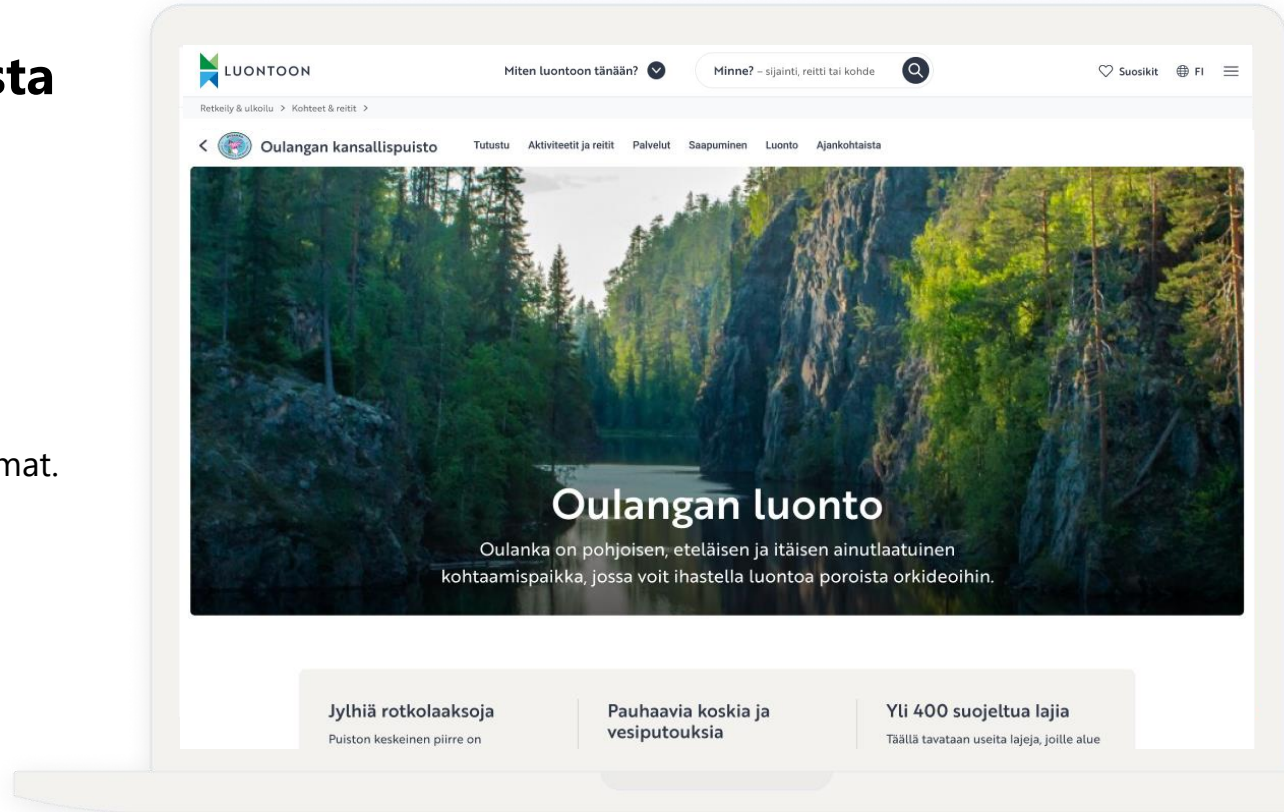 sta
mat.
LUONTOON
Miten luontoon tänään?
Minne? – sijainti, reitti tai kohde
Suosikit
FI
Retkeily & ulkoilu > Kohteet & reitit >
Oulangan kansallispuisto
Tutustu Aktiviteetit ja reitit Palvelut Saapuminen Luonto Ajankohtaista
Oulangan luonto
Oulanka on pohjoisen, eteläisen ja itäisen ainutlaatuinen
kohtaamispaikka, jossa voit ihastella luontoa poroista orkideoihin.
Jylhiä rotkolaaksoja
Puiston keskeinen piirre on
Pauhaavia koskia ja
vesiputouksia
Yli 400 suojeltua lajia
Täällä tavataan useita lajeja, joille alue